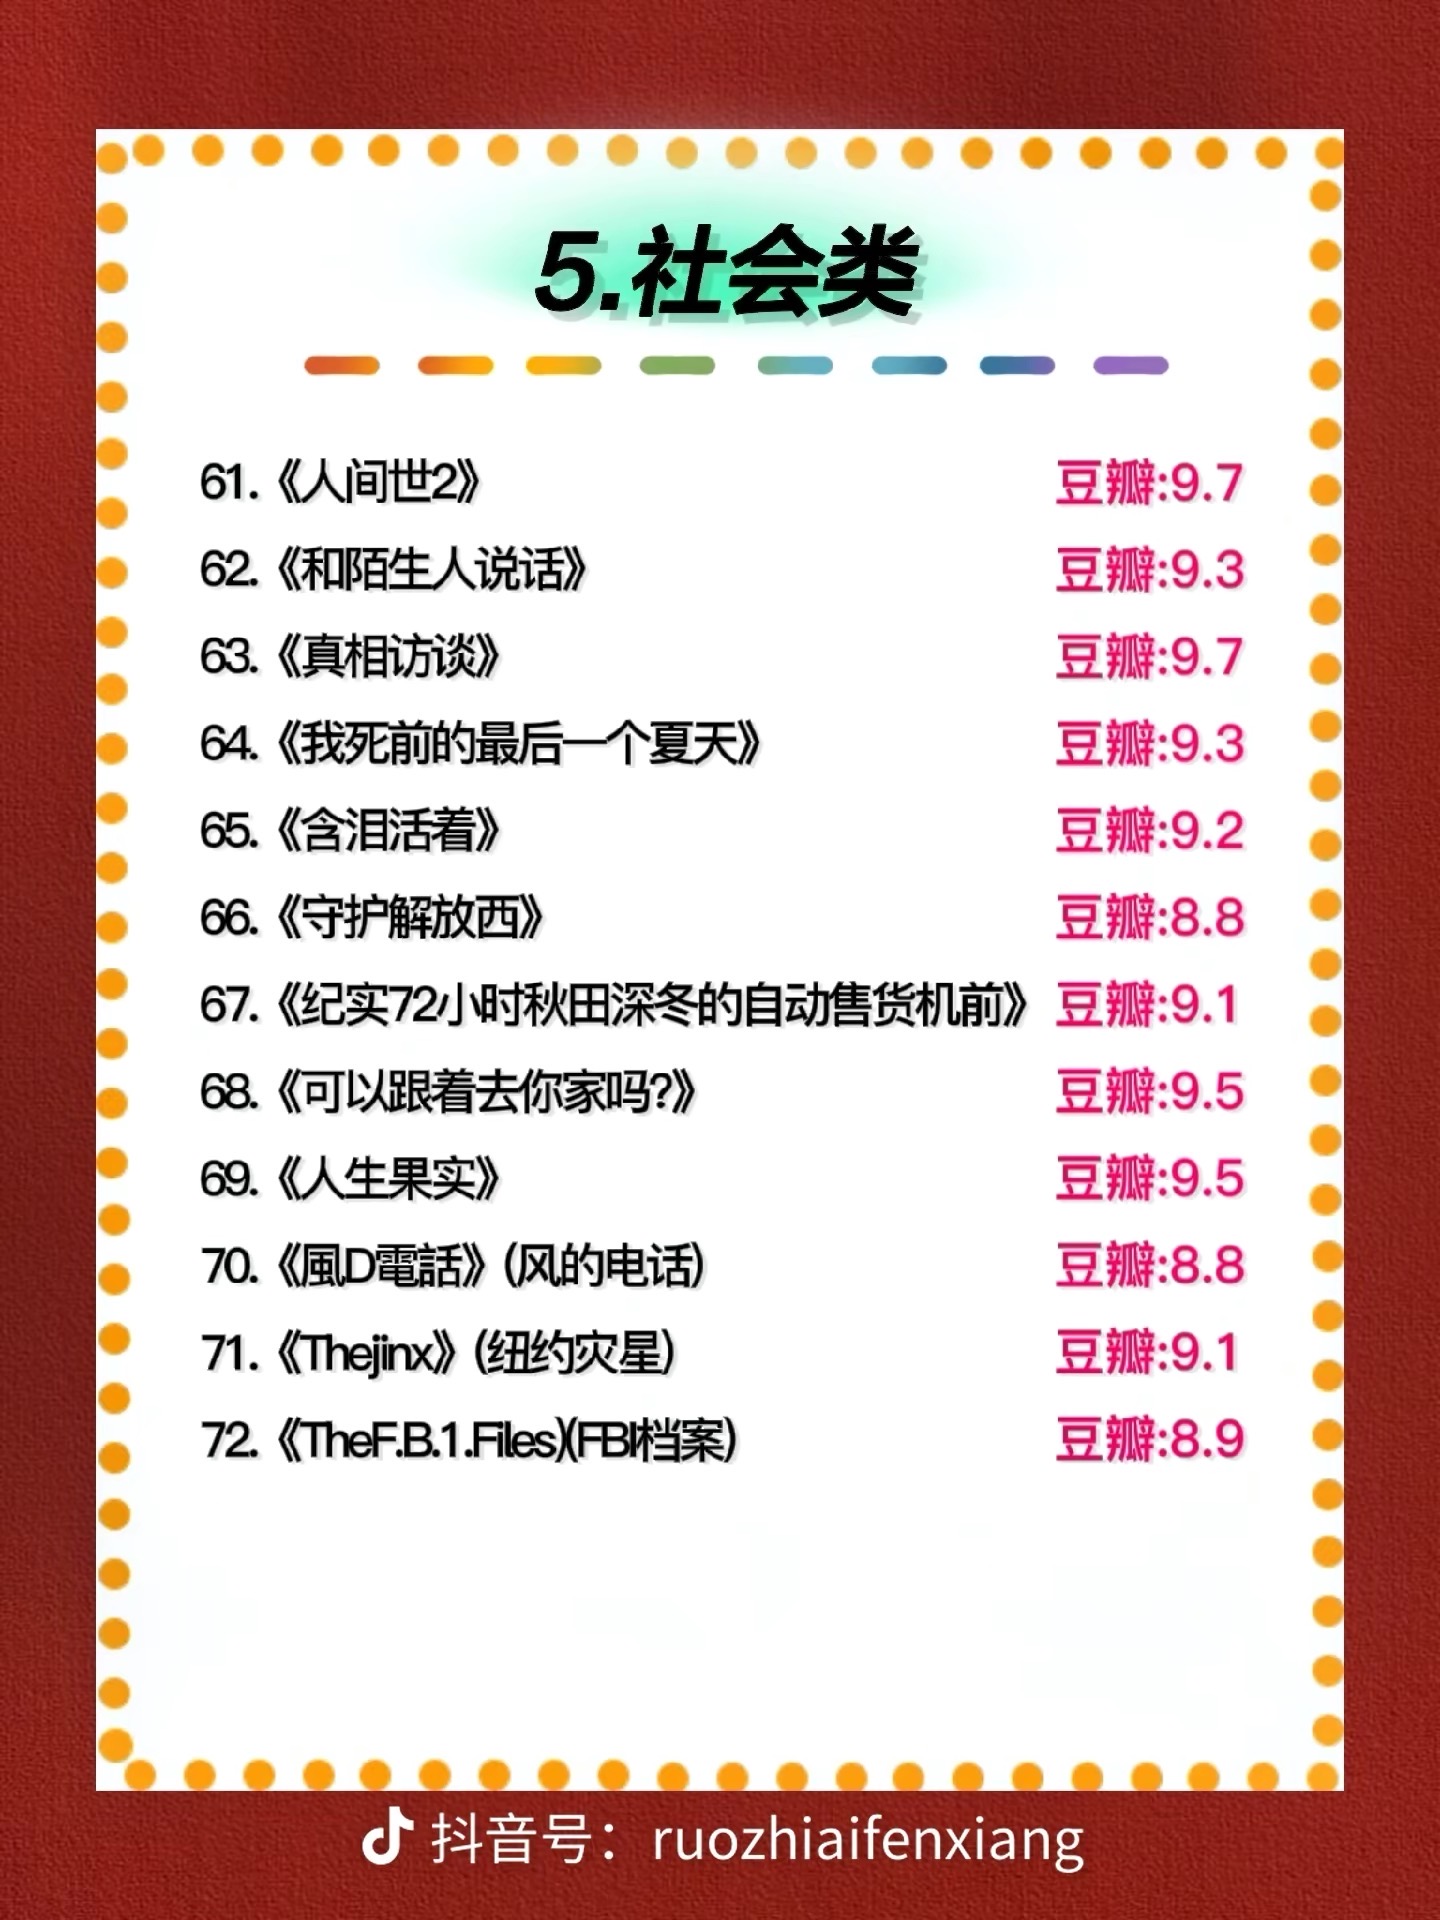 5.社会类
61.《人间世2》 豆瓣:9.7
62.《和陌生人说话》 豆瓣:9.3
63.《真相访谈》 豆瓣:9.7
64.《我死前的最后一个夏天》 豆瓣:9.3
65.《含泪活着》 豆瓣:9.2
66.《守护解放西》 豆瓣:8.8
67.《纪实72小时秋田深冬的自动售货机前》 豆瓣:9.1
68.《可以跟着去你家吗?》 豆瓣:9.5
69.《人生果实》 豆瓣:9.5
70.《風D電話》(风的电话) 豆瓣:8.8
71.《Thejinx》(纽约灾星) 豆瓣:9.1
72.《TheF.B.1.Files)(FBI档案) 豆瓣:8.9
抖音号：ruozhiaifenxiang